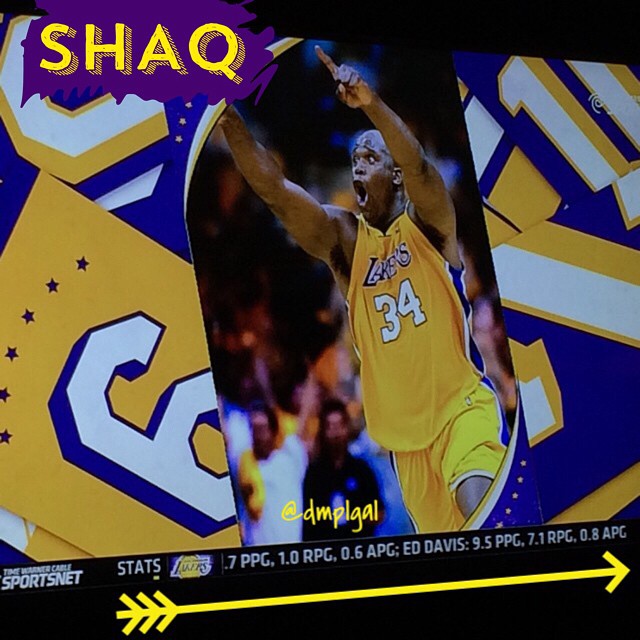 SHAQ
LAKERS
34
@dmplgal
TIME WARNER CABLE
SPORTSNET
STATS
LAKERS
.7 PPG, 1.0 RPG, 0.6 APG; ED DAVIS: 9.5 PPG, 7.1 RPG, 0.8 APG